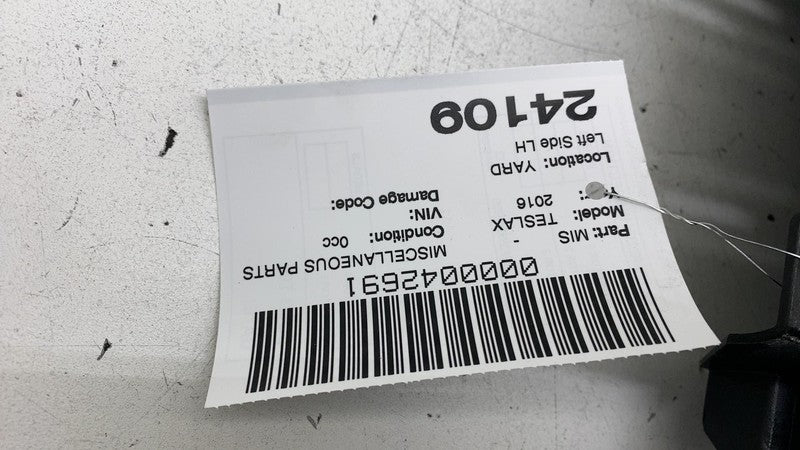 0000042691
Part: MIS - MISCELLANEOUS PARTS
Model: TESLAX Condition: 0cc
2016 VIN:
Damage Code:
Location: YARD
Left Side LH
24109